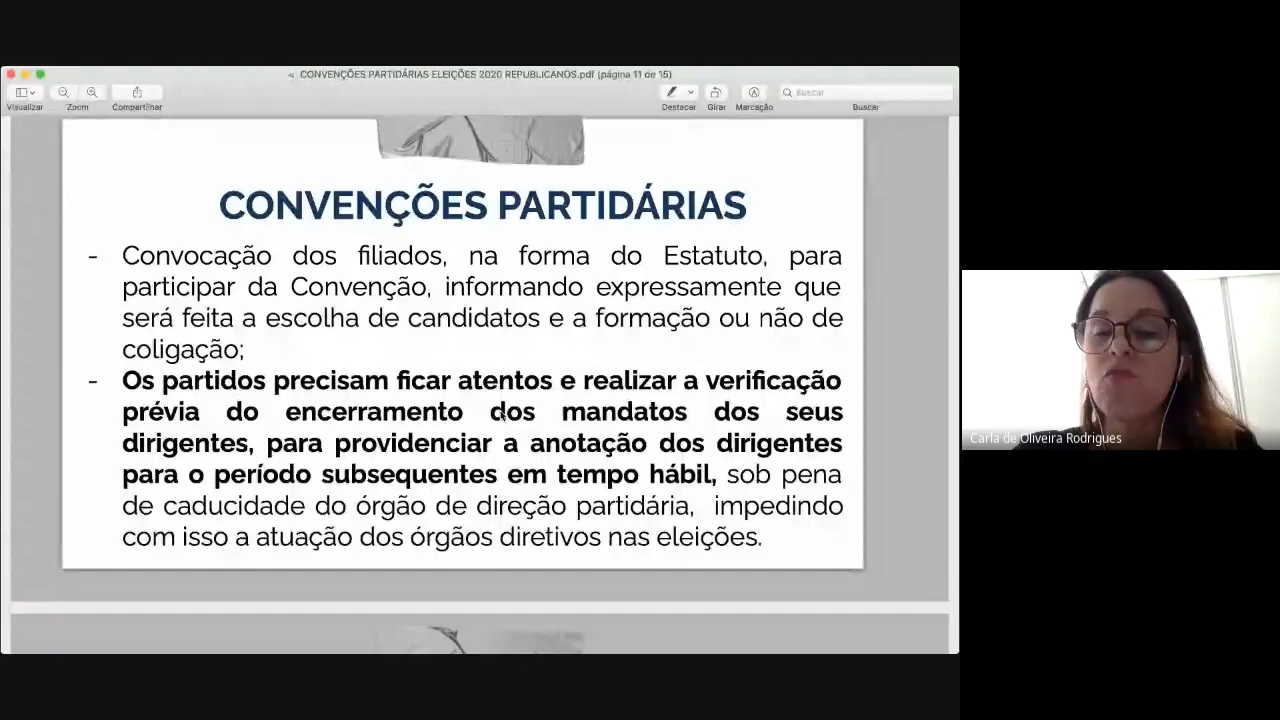 CONVENÇÕES PARTIDÁRIAS ELEIÇÕES 2020 REPUBLICANOS.pdf (página 11 de 15)
Buscar
Visualizar Zoom Compartilhar Destacar Girar Marcação Buscar
CONVENÇÕES PARTIDÁRIAS
- Convocação dos filiados, na forma do Estatuto, para
participar da Convenção, informando expressamente que
será feita a escolha de candidatos e a formação ou não de
coligação;
- Os partidos precisam ficar atentos e realizar a verificação
prévia do encerramento dos mandatos dos seus
dirigentes, para providenciar a anotação dos dirigentes
para o período subsequentes em tempo hábil, sob pena
de caducidade do órgão de direção partidária, impedindo
com isso a atuação dos órgãos diretivos nas eleições.
Carla de Oliveira Rodrigues